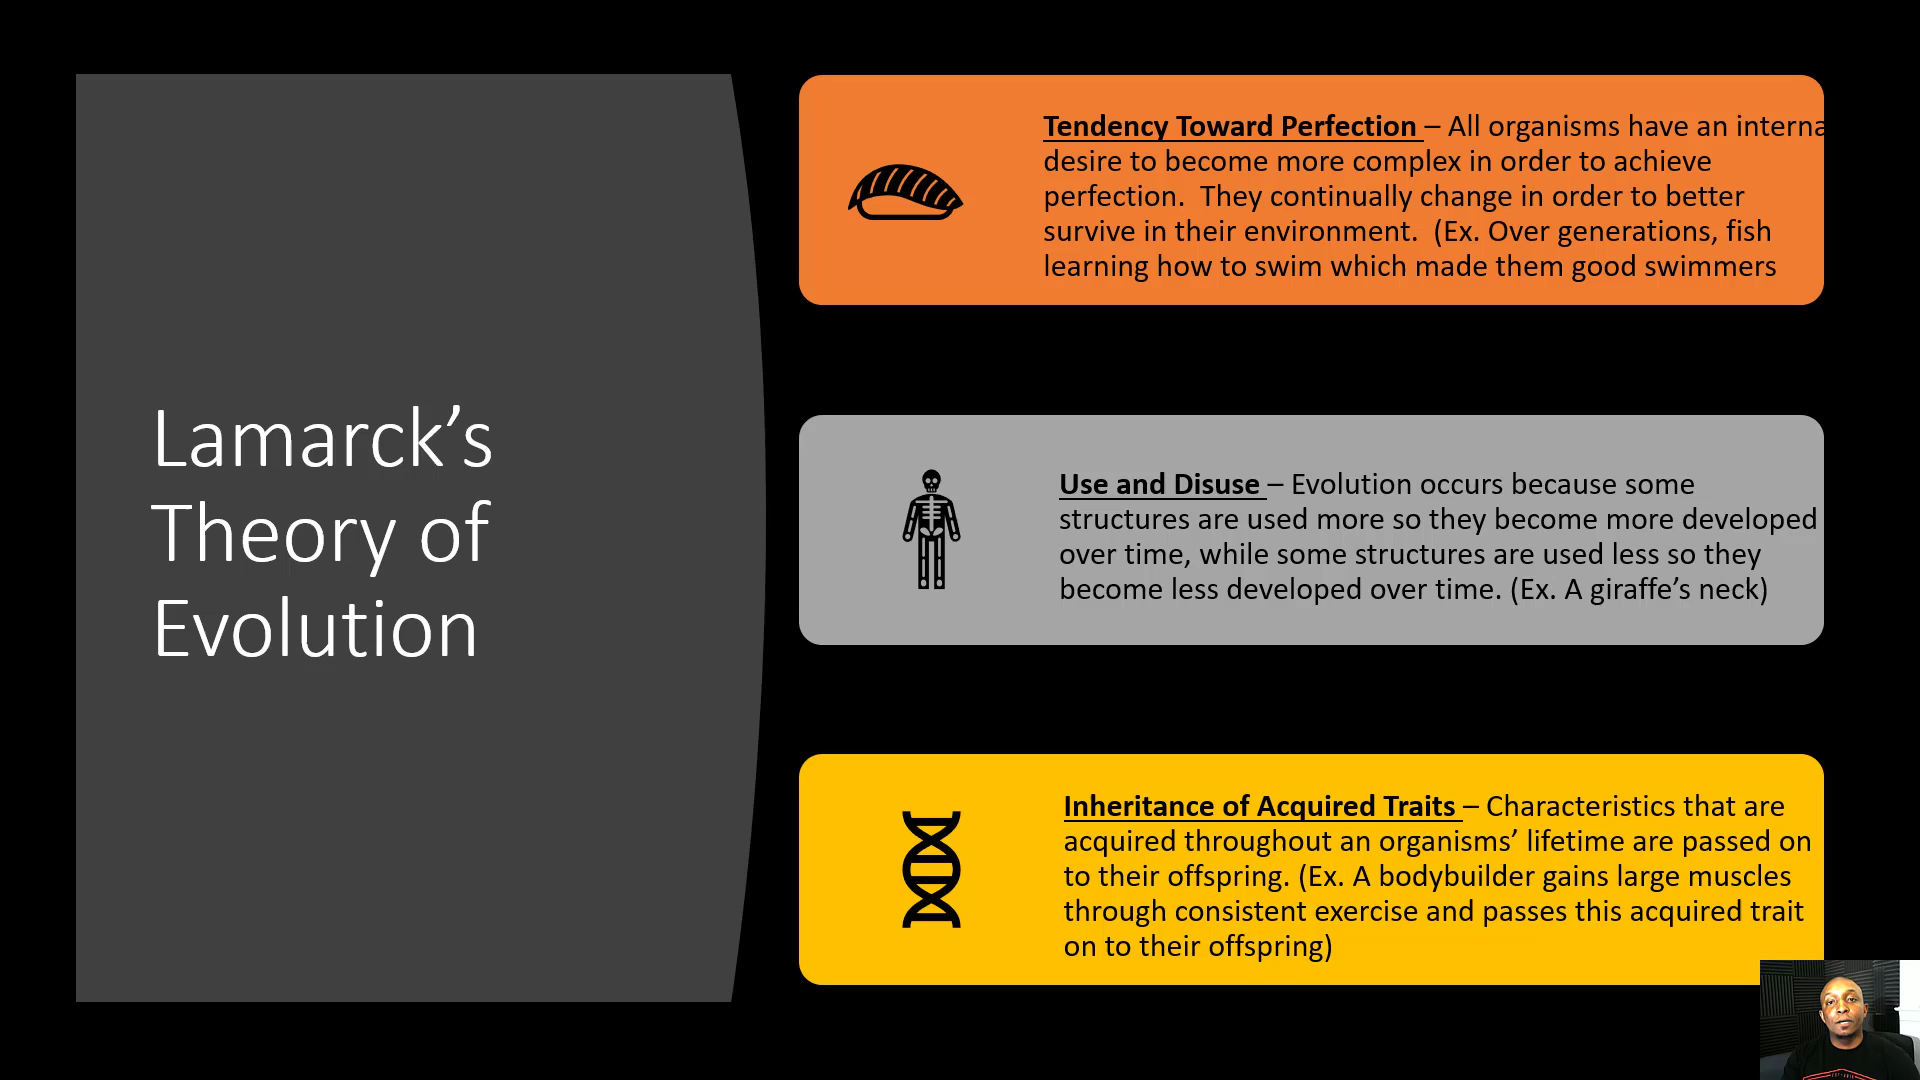 Lamarck’s
Theory of
Evolution
Tendency Toward Perfection – All organisms have an interna
desire to become more complex in order to achieve
perfection.  They continually change in order to better
survive in their environment.  (Ex. Over generations, fish
learning how to swim which made them good swimmers
Use and Disuse – Evolution occurs because some
structures are used more so they become more developed
over time, while some structures are used less so they
become less developed over time. (Ex. A giraffe’s neck)
Inheritance of Acquired Traits – Characteristics that are
acquired throughout an organisms’ lifetime are passed on
to their offspring. (Ex. A bodybuilder gains large muscles
through consistent exercise and passes this acquired trait
on to their offspring)